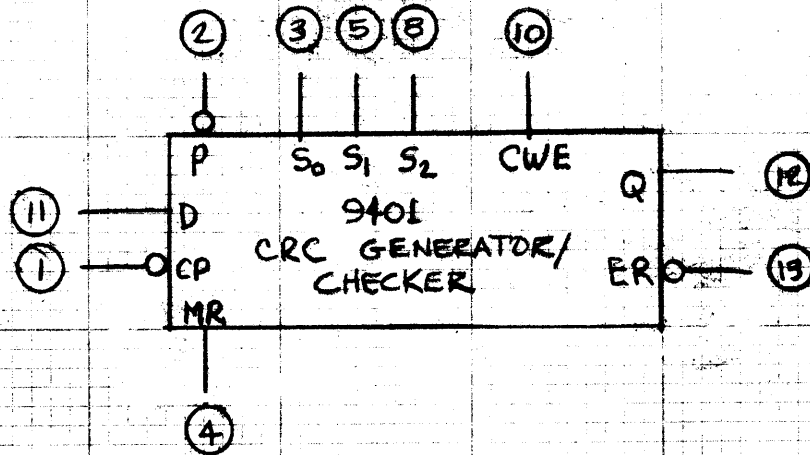 2 3 5 8 10
P S₀ S₁ S₂ CWE
Q 12
11 D 9401
1 CP CRC GENERATOR/
CHECKER ER 13
MR
4